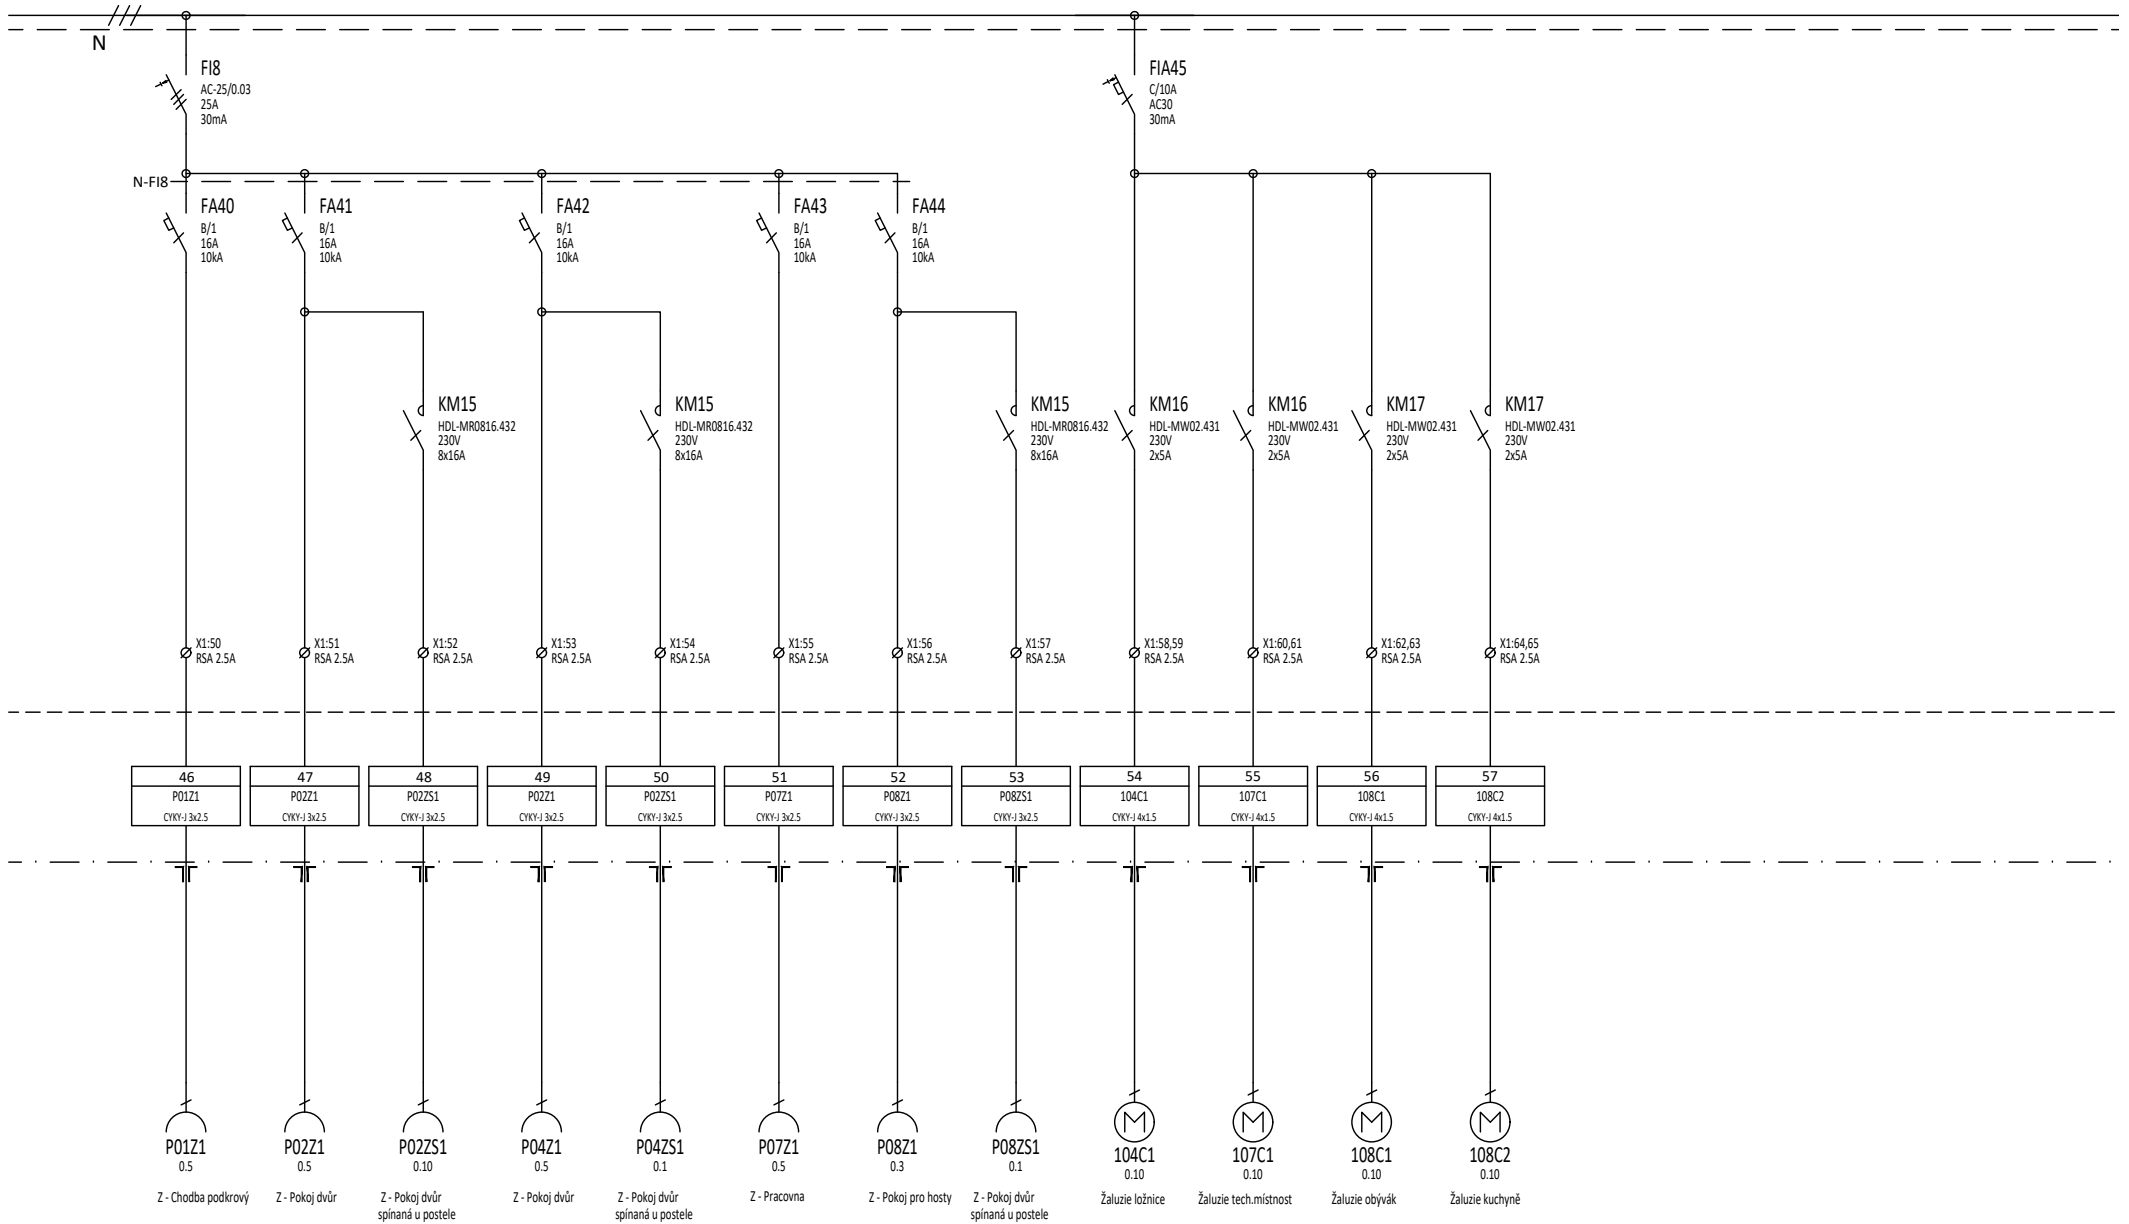 N
FI8
AC-25/0.03
25A
30mA
FIA45
C/10A
AC30
30mA
N-FI8
FA40
B/1
16A
10kA
FA41
B/1
16A
10kA
FA42
B/1
16A
10kA
FA43
B/1
16A
10kA
FA44
B/1
16A
10kA
KM15
HDL-MR0816.432
230V
8x16A
KM15
HDL-MR0816.432
230V
8x16A
KM15
HDL-MR0816.432
230V
8x16A
KM16
HDL-MW02.431
230V
2x5A
KM16
HDL-MW02.431
230V
2x5A
KM17
HDL-MW02.431
230V
2x5A
KM17
HDL-MW02.431
230V
2x5A
X1:50
RSA 2.5A
X1:51
RSA 2.5A
X1:52
RSA 2.5A
X1:53
RSA 2.5A
X1:54
RSA 2.5A
X1:55
RSA 2.5A
X1:56
RSA 2.5A
X1:57
RSA 2.5A
X1:58,59
RSA 2.5A
X1:60,61
RSA 2.5A
X1:62,63
RSA 2.5A
X1:64,65
RSA 2.5A
46
P01Z1
CYKY-J 3x2.5
47
P02Z1
CYKY-J 3x2.5
48
P02ZS1
CYKY-J 3x2.5
49
P02Z1
CYKY-J 3x2.5
50
P02ZS1
CYKY-J 3x2.5
51
P07Z1
CYKY-J 3x2.5
52
P08Z1
CYKY-J 3x2.5
53
P08ZS1
CYKY-J 3x2.5
54
104C1
CYKY-J 4x1.5
55
107C1
CYKY-J 4x1.5
56
108C1
CYKY-J 4x1.5
57
108C2
CYKY-J 4x1.5
P01Z1
0.5
Z - Chodba podkrový
P02Z1
0.5
Z - Pokoj dvůr
P02ZS1
0.10
Z - Pokoj dvůr
spínaná u postele
P04Z1
0.5
Z - Pokoj dvůr
P04ZS1
0.1
Z - Pokoj dvůr
spínaná u postele
P07Z1
0.5
Z - Pracovna
P08Z1
0.3
Z - Pokoj pro hosty
P08ZS1
0.1
Z - Pokoj dvůr
spínaná u postele
M
104C1
0.10
Žaluzie ložnice
M
107C1
0.10
Žaluzie tech.místnost
M
108C1
0.10
Žaluzie obývák
M
108C2
0.10
Žaluzie kuchyně